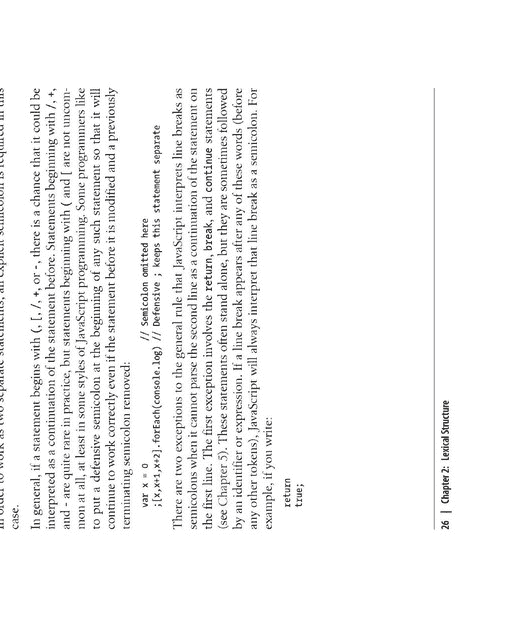 in order to work as two separate statements, an explicit semicolon is required in this
case.
In general, if a statement begins with (, [, /, +, or -, there is a chance that it could be
interpreted as a continuation of the statement before. Statements beginning with /, +,
and - are quite rare in practice, but statements beginning with ( and [ are not uncom-
mon at all, at least in some styles of JavaScript programming. Some programmers like
to put a defensive semicolon at the beginning of any such statement so that it will
continue to work correctly even if the statement before it is modified and a previously
terminating semicolon removed:
var x = 0 // Semicolon omitted here
;[x,x+1,x+2].forEach(console.log) // Defensive ; keeps this statement separate
There are two exceptions to the general rule that JavaScript interprets line breaks as
semicolons when it cannot parse the second line as a continuation of the statement on
the first line. The first exception involves the return, break, and continue statements
(see Chapter 5). These statements often stand alone, but they are sometimes followed
by an identifier or expression. If a line break appears after any of these words (before
any other tokens), JavaScript will always interpret that line break as a semicolon. For
example, if you write:
return
true;
26 | Chapter 2: Lexical Structure